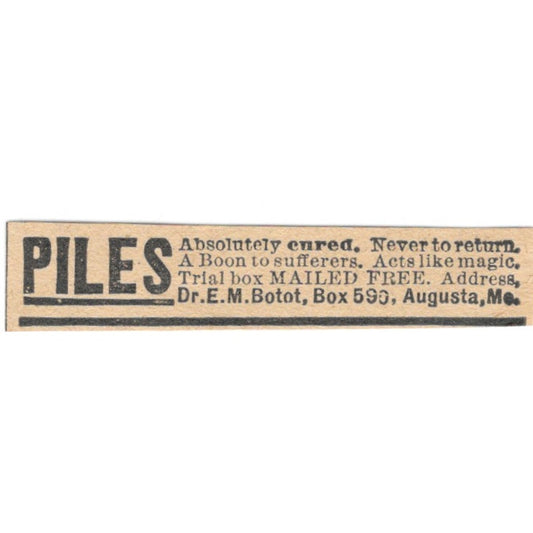 PILES
Absolutely cured. Never to return.
A Boon to sufferers. Acts like magic.
Trial box MAILED FREE. Address,
Dr. E. M. Botot, Box 590, Augusta, Me.